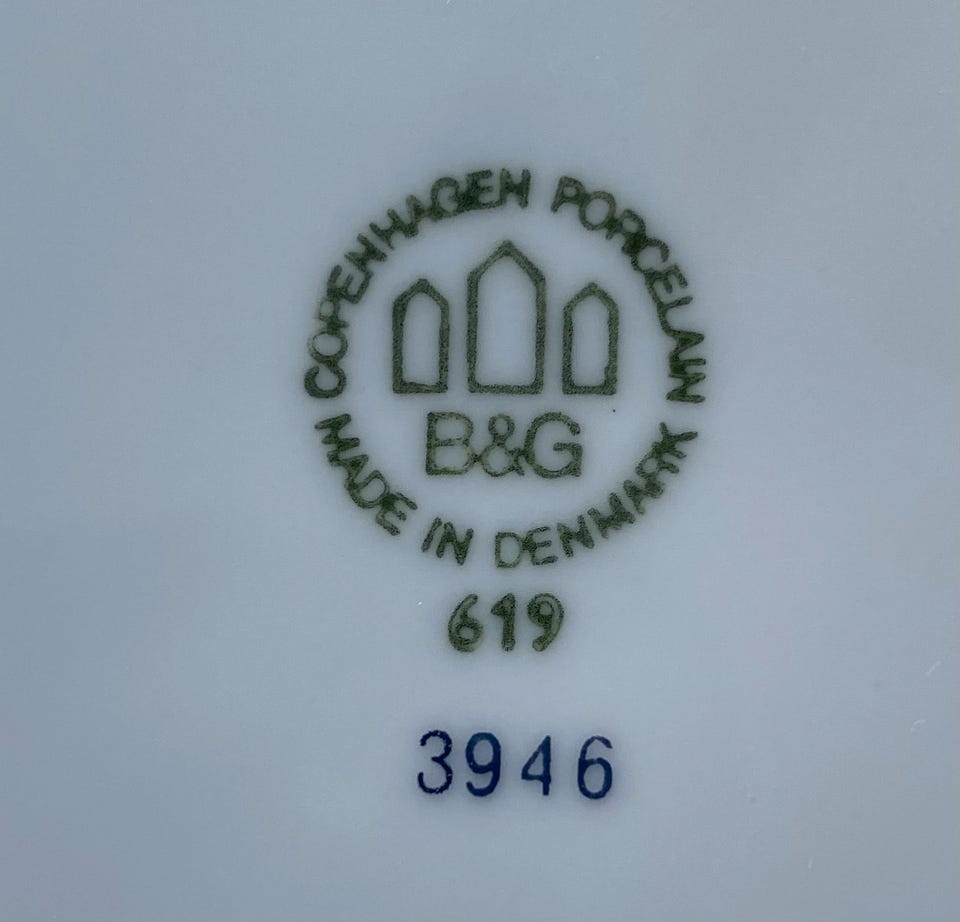 COPENHAGEN PORCELAIN
B&G
MADE IN DENMARK
619
3946